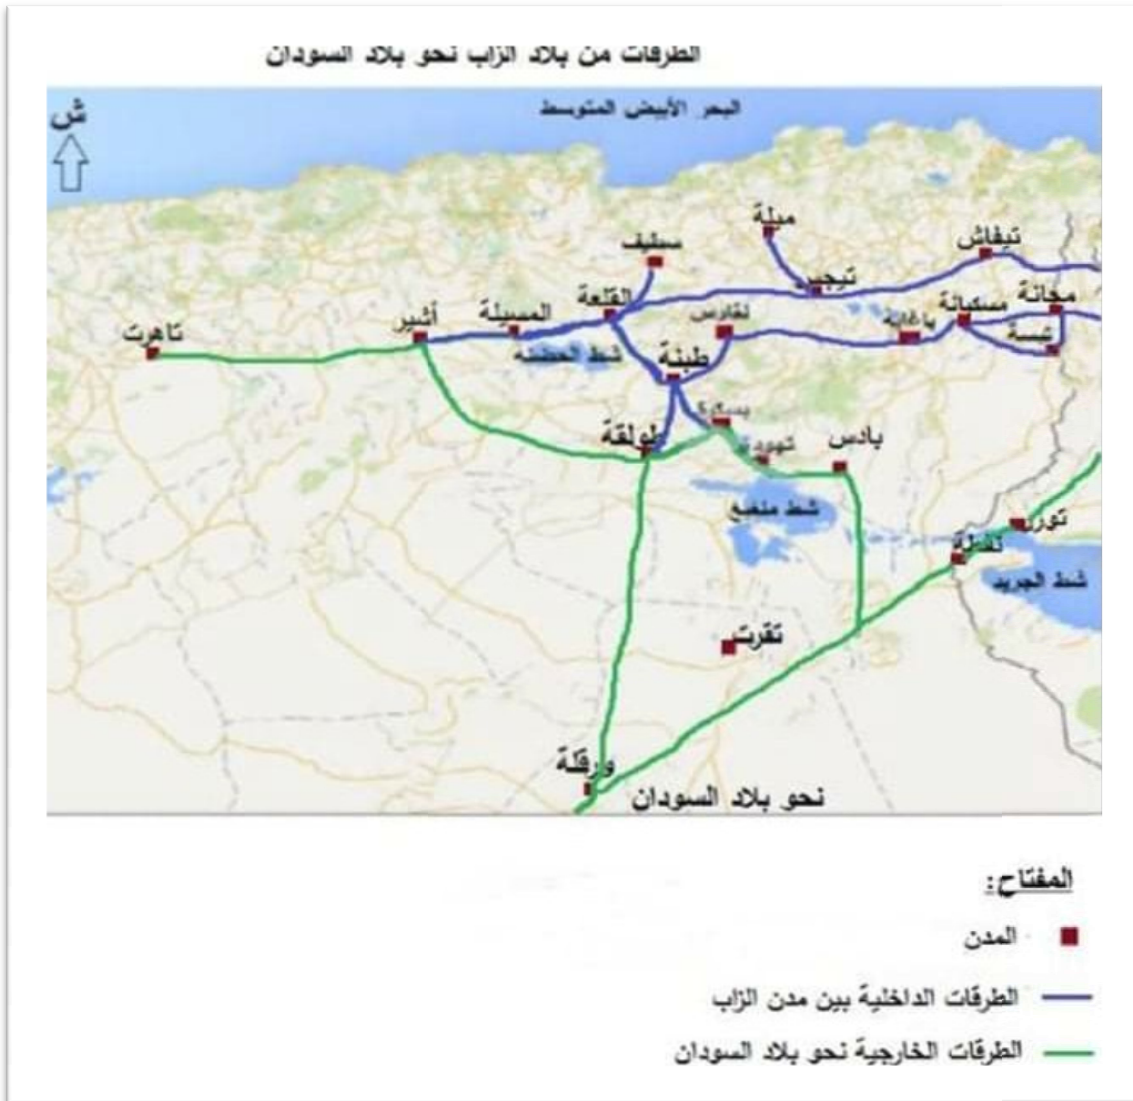 الطرقات من بلاد الزاب نحو بلاد السودان
البحر الأبيض المتوسط
ش
ميلة
تيفاش
سطيف
تيجس
القلعة
مجانة
مسكيانة
نقاوس
باغاية
تبسة
المسيلة
أشير
تاهرت
شط الحضنة
طبنة
بسكرة
طولقة
تهودة
بادس
شط ملغيغ
توزر
نفطة
شط الجريد
تقرت
ورقلة
نحو بلاد السودان
المفتاح:
المدن
الطرقات الداخلية بين مدن الزاب
الطرقات الخارجية نحو بلاد السودان